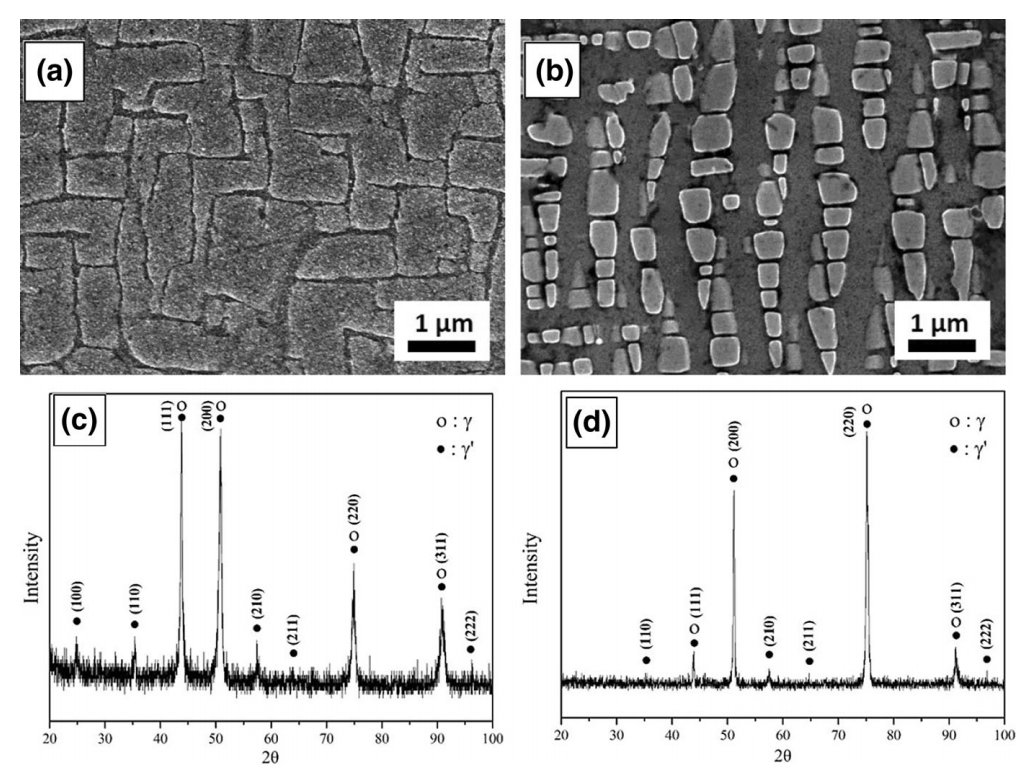 (a)
1 µm
(b)
1 µm
(c)
(100)
(110)
(111)
(200)
(210)
(211)
(220)
(311)
(222)
: γ
: γ'
Intensity
20 30 40 50 60 70 80 90 100
2θ
(d)
(110)
(111)
(200)
(210)
(211)
(220)
(311)
(222)
: γ
: γ'
Intensity
20 30 40 50 60 70 80 90 100
2θ